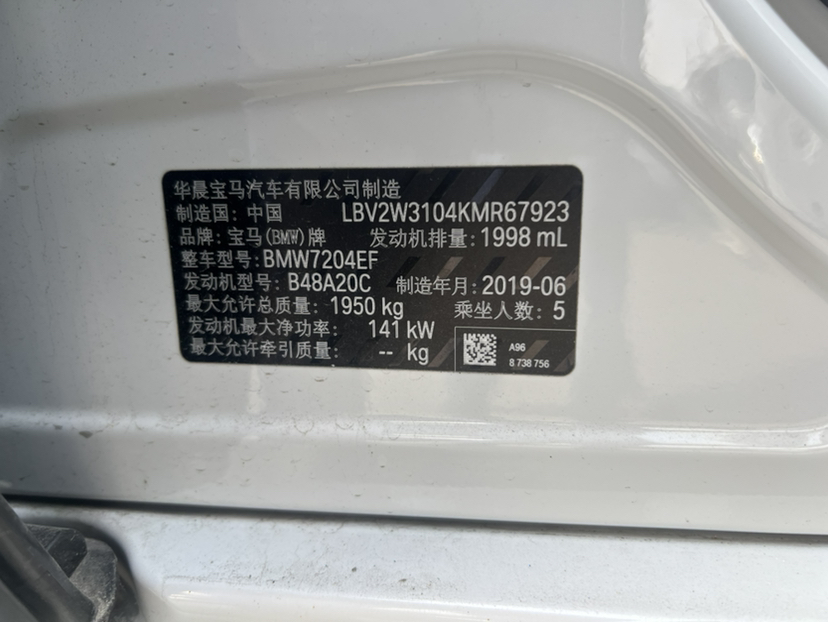 华晨宝马汽车有限公司制造
制造国：中国 LBV2W3104KMR67923
品牌：宝马(BMW)牌 发动机排量：1998 mL
整车型号：BMW7204EF
发动机型号：B48A20C 制造年月：2019-06
最大允许总质量：1950 kg 乘坐人数：5
发动机最大净功率： 141 kW
最大允许牵引质量： -- kg
A96
8 738 756